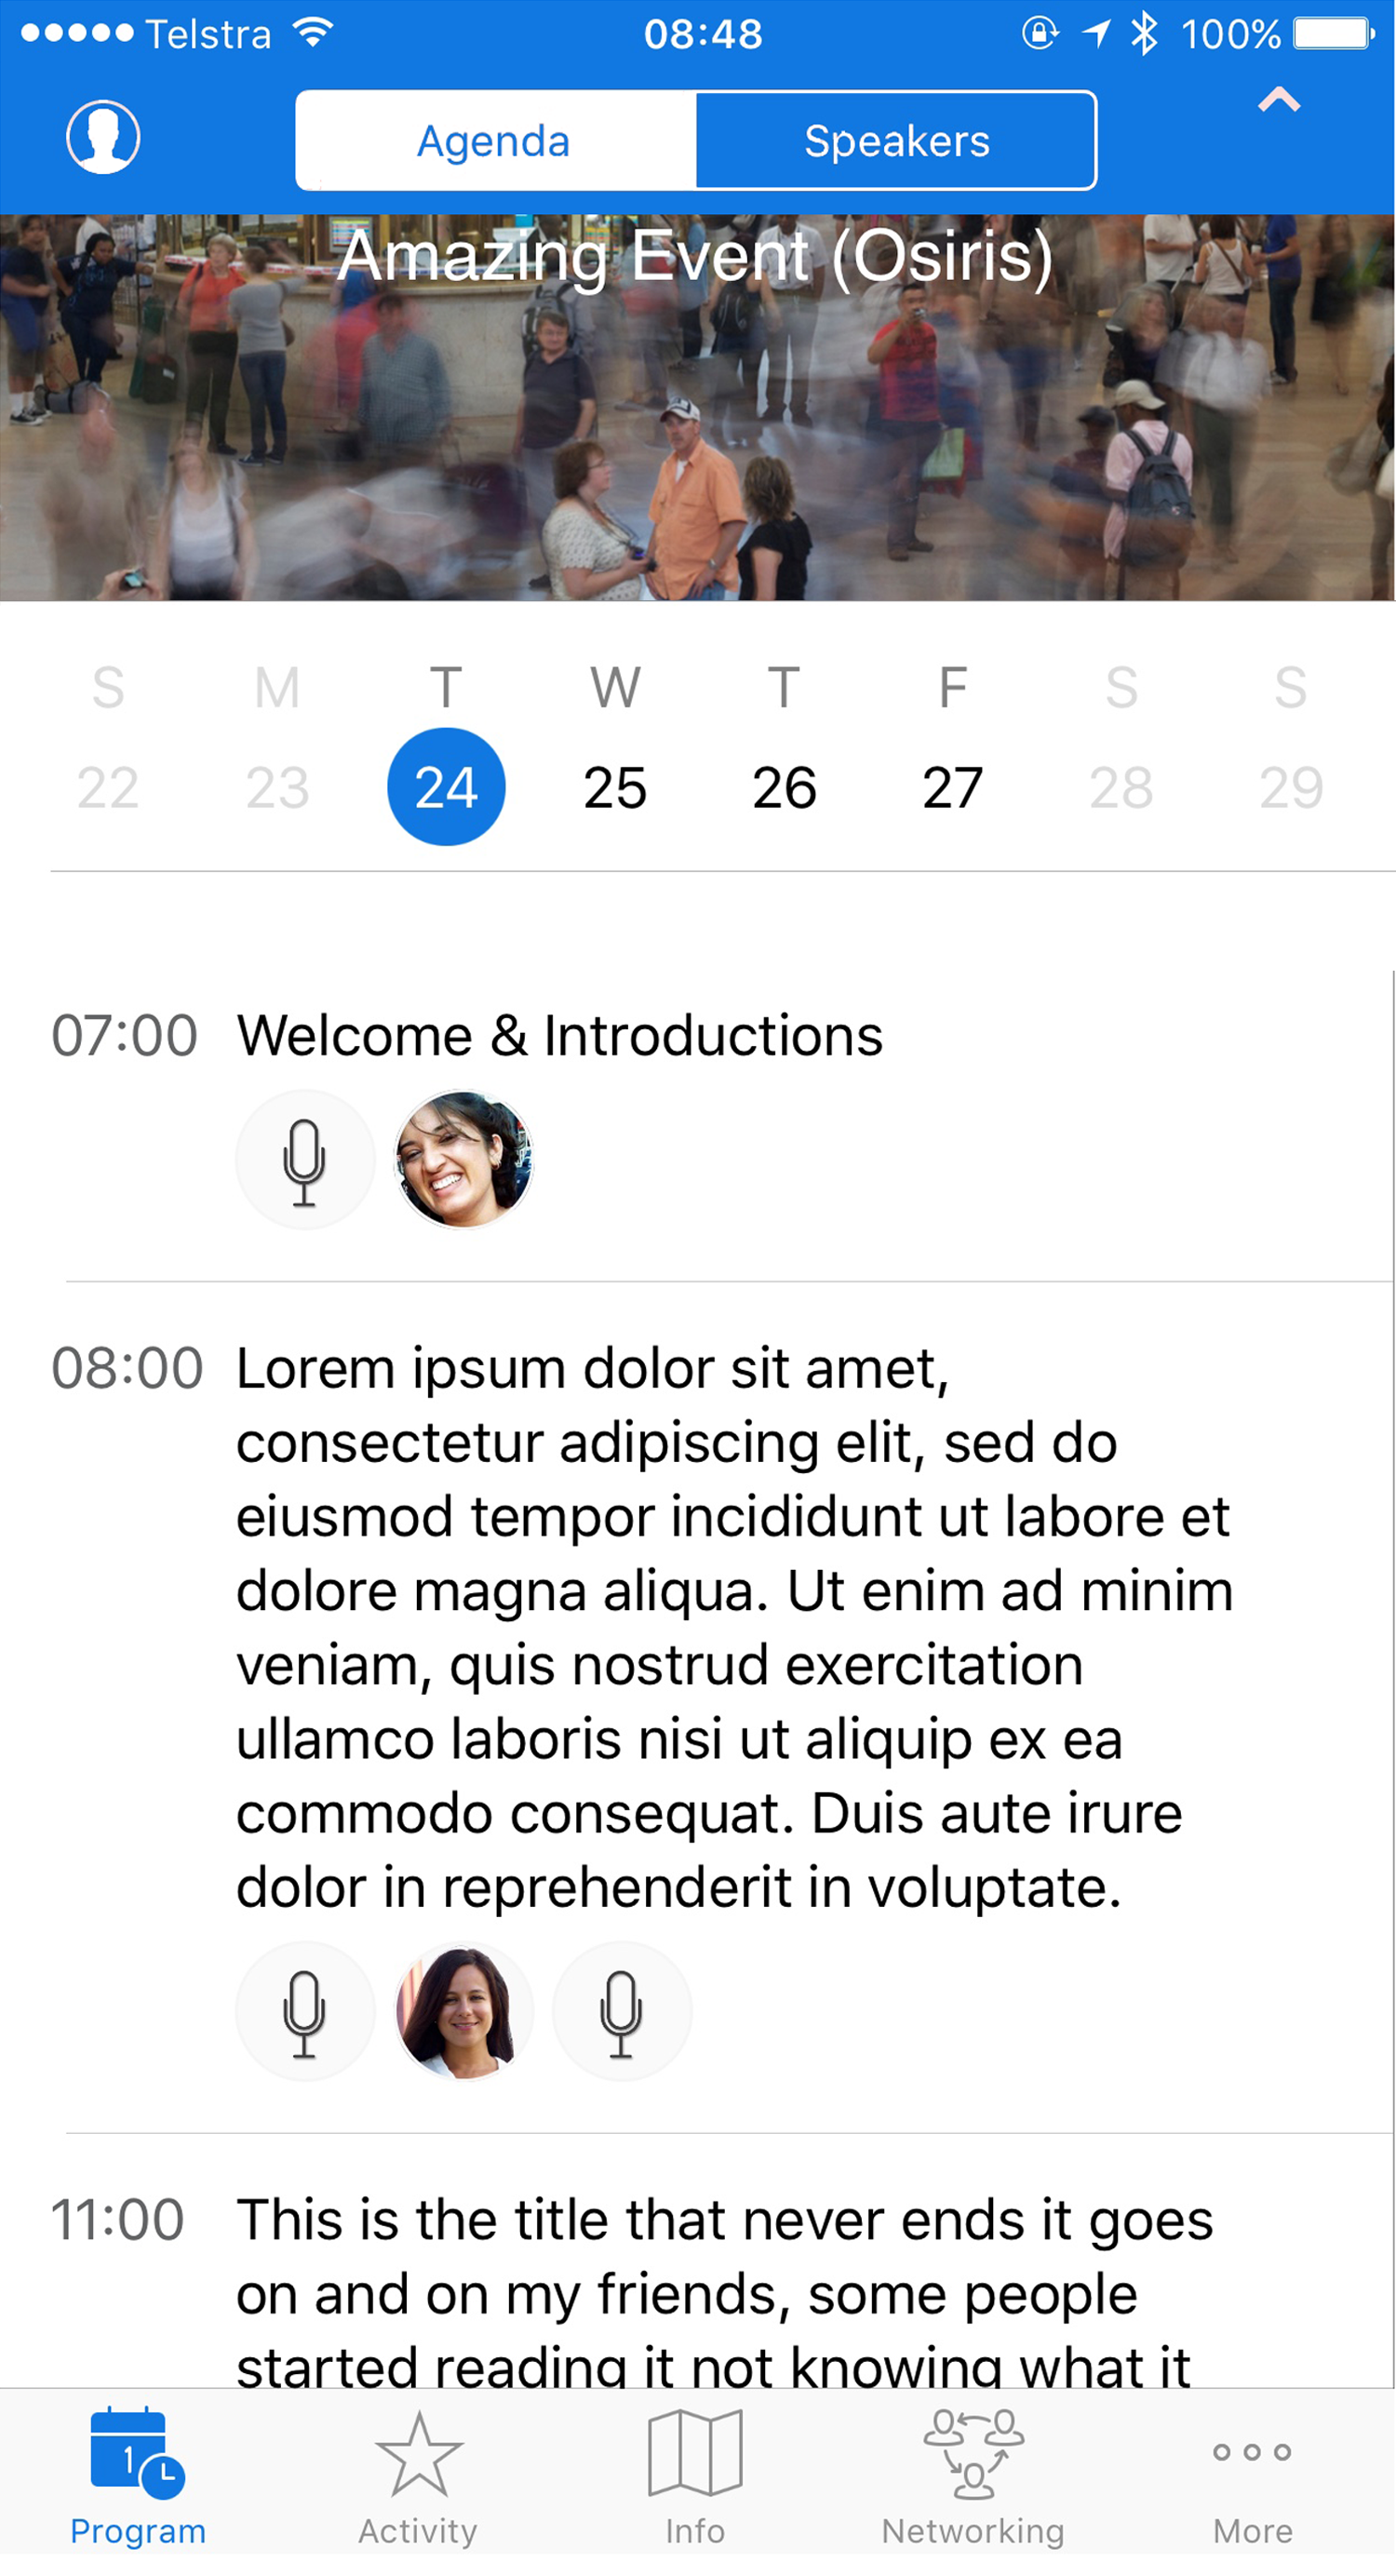 Telstra 08:48 100%
Agenda Speakers
Amazing Event (Osiris)
S M T W T F S S
22 23 24 25 26 27 28 29
07:00 Welcome & Introductions
08:00 Lorem ipsum dolor sit amet,
consectetur adipiscing elit, sed do
eiusmod tempor incididunt ut labore et
dolore magna aliqua. Ut enim ad minim
veniam, quis nostrud exercitation
ullamco laboris nisi ut aliquip ex ea
commodo consequat. Duis aute irure
dolor in reprehenderit in voluptate.
11:00 This is the title that never ends it goes
on and on my friends, some people
started reading it not knowing what it
1
Program Activity Info Networking More